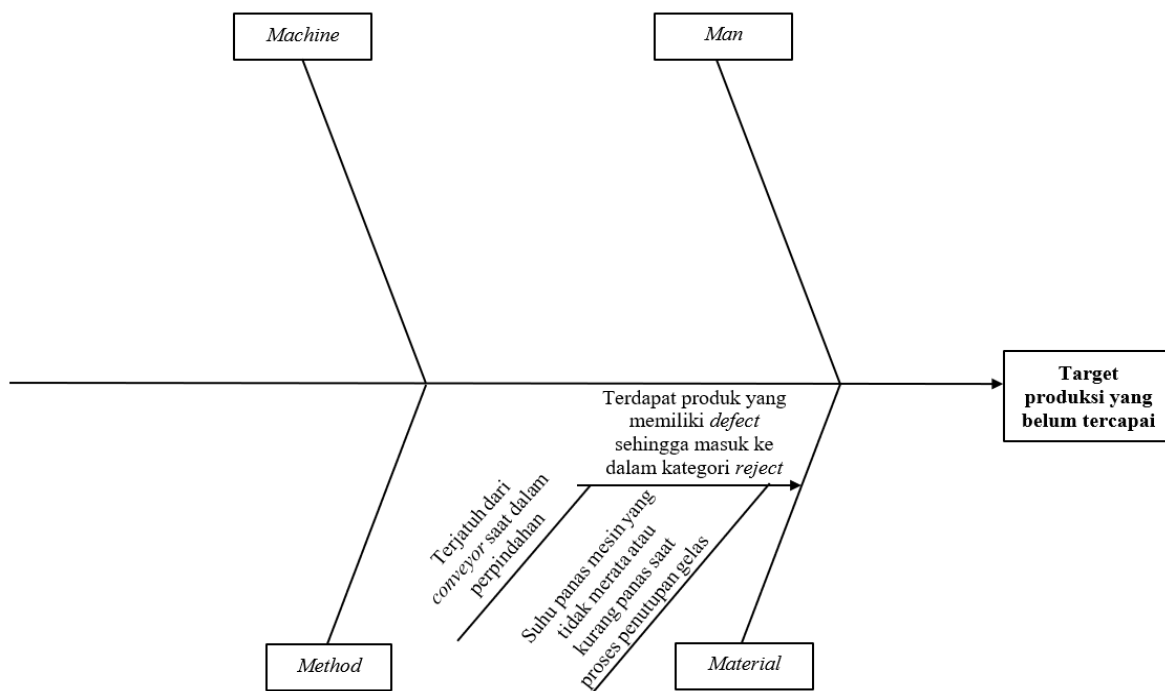 Machine
Man
Target
produksi yang
belum tercapai
Terdapat produk yang
memiliki defect
sehingga masuk ke
dalam kategori reject
Terjatuh dari
conveyor saat dalam
perpindahan
Suhu panas mesin yang
tidak merata atau
kurang panas saat
proses penutupan gelas
Method
Material